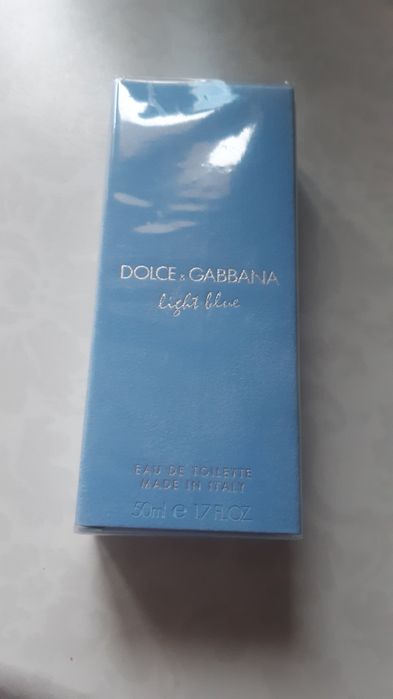 DOLCE & GABBANA
light blue
EAU DE TOILETTE
MADE IN ITALY
50ml ℮ 1.7 FL.OZ.